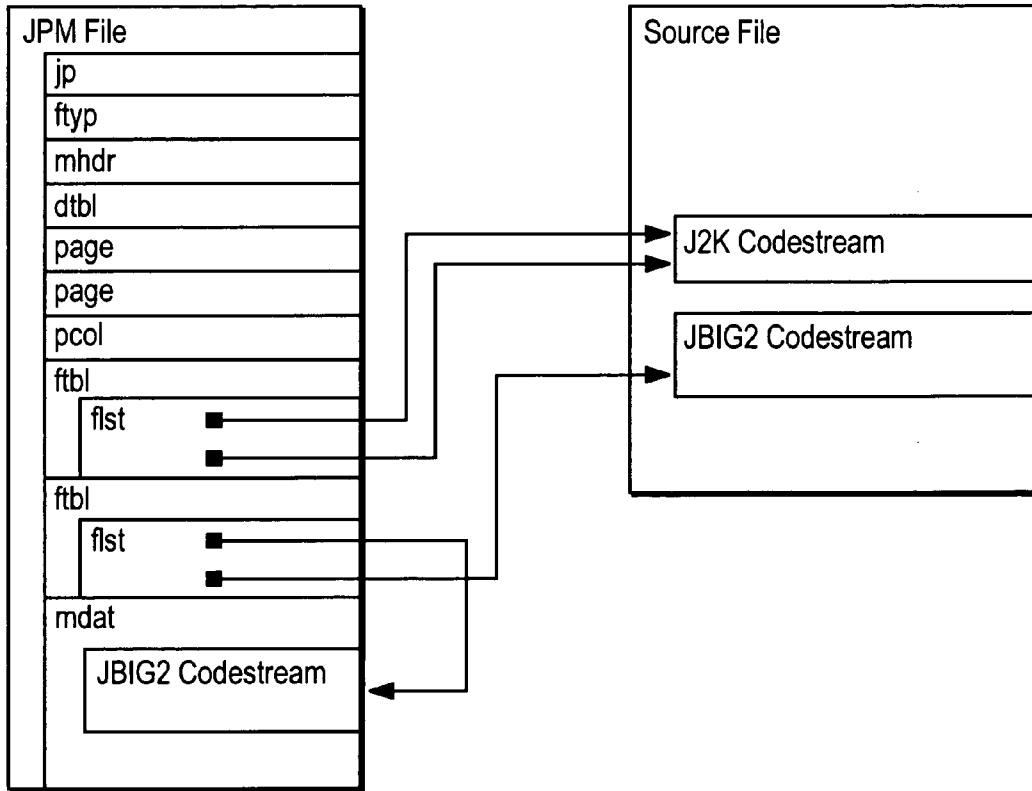 JPM File
jp
ftyp
mhdr
dtbl
page
page
pcol
ftbl
flst
ftbl
flst
mdat
JBIG2 Codestream
Source File
J2K Codestream
JBIG2 Codestream